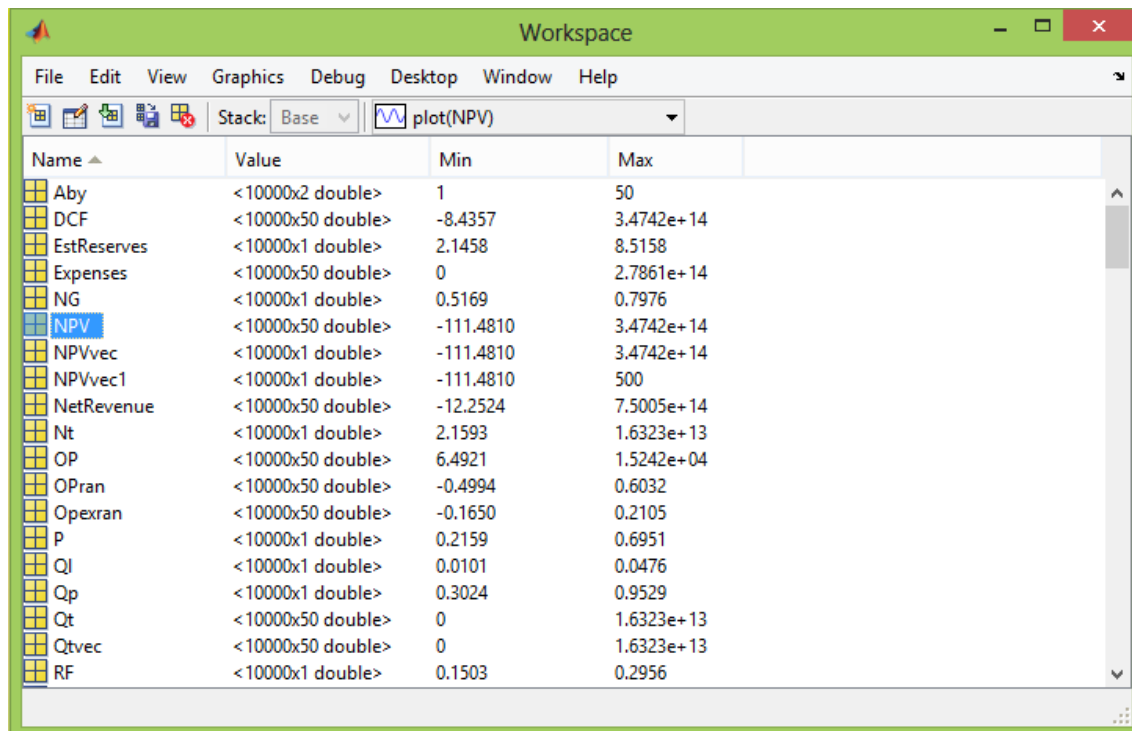 Workspace
File Edit View Graphics Debug Desktop Window Help
Stack: Base plot(NPV)
Name Value Min Max
Aby <10000x2 double> 1 50
DCF <10000x50 double> -8.4357 3.4742e+14
EstReserves <10000x1 double> 2.1458 8.5158
Expenses <10000x50 double> 0 2.7861e+14
NG <10000x1 double> 0.5169 0.7976
NPV <10000x50 double> -111.4810 3.4742e+14
NPVvec <10000x1 double> -111.4810 3.4742e+14
NPVvec1 <10000x1 double> -111.4810 500
NetRevenue <10000x50 double> -12.2524 7.5005e+14
Nt <10000x1 double> 2.1593 1.6323e+13
OP <10000x50 double> 6.4921 1.5242e+04
OPran <10000x50 double> -0.4994 0.6032
Opexran <10000x50 double> -0.1650 0.2105
P <10000x1 double> 0.2159 0.6951
QI <10000x1 double> 0.0101 0.0476
Qp <10000x1 double> 0.3024 0.9529
Qt <10000x50 double> 0 1.6323e+13
Qtvec <10000x50 double> 0 1.6323e+13
RF <10000x1 double> 0.1503 0.2956